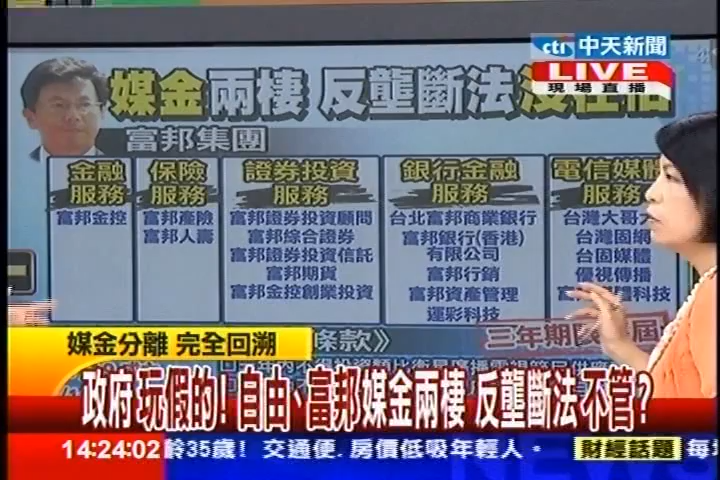 ctn 中天新聞
LIVE
現場直播
媒金兩棲 反壟斷法
富邦集團
金融服務
富邦金控
保險服務
富邦產險
富邦人壽
證券投資服務
富邦證券投資顧問
富邦綜合證券
富邦證券投資信託
富邦期貨
富邦金控創業投資
銀行金融服務
台北富邦商業銀行
富邦銀行(香港)
有限公司
富邦行銷
富邦資產管理
運彩科技
電信媒體服務
台灣大哥大
台灣固網
台固媒體
優視傳播
科技
條款》
三年期限
媒金分離 完全回溯
政府玩假的! 自由、富邦媒金兩棲 反壟斷法不管?
14:24:02 齡35歲! 交通便.房價低吸年輕人。 財經話題 每
NEWS